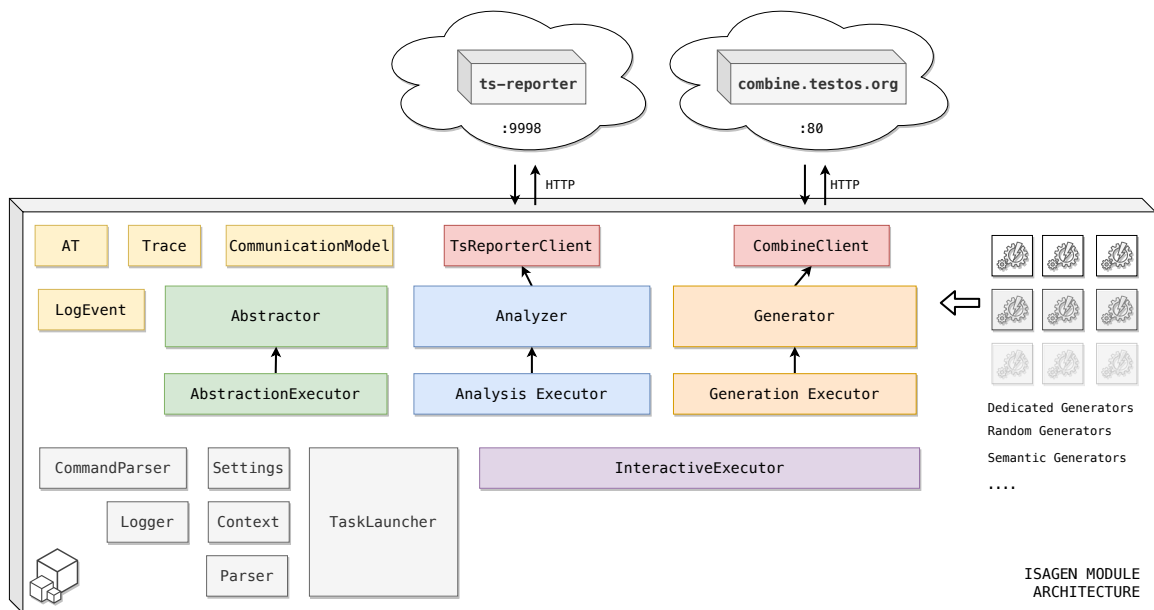 ts-reporter
combine.testos.org
:9998
:80
HTTP
HTTP
AT
Trace
CommunicationModel
TsReporterClient
CombineClient
LogEvent
Abstractor
Analyzer
Generator
AbstractionExecutor
Analysis Executor
Generation Executor
Dedicated Generators
Random Generators
Semantic Generators
....
CommandParser
Settings
TaskLauncher
InteractiveExecutor
Logger
Context
Parser
ISAGEN MODULE
ARCHITECTURE